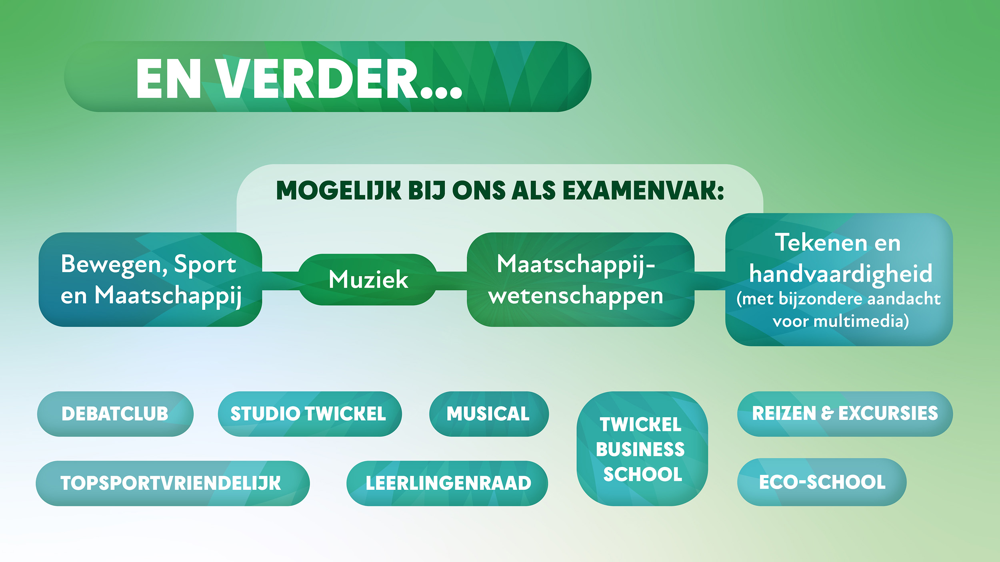 EN VERDER...
MOGELIJK BIJ ONS ALS EXAMENVAK:
Bewegen, Sport
en Maatschappij
Muziek
Maatschappij-
wetenschappen
Tekenen en
handvaardigheid
(met bijzondere aandacht
voor multimedia)
DEBATCLUB
STUDIO TWICKEL
MUSICAL
TWICKEL
BUSINESS
SCHOOL
REIZEN & EXCURSIES
TOPSPORTVRIENDELIJK
LEERLINGENRAAD
ECO-SCHOOL